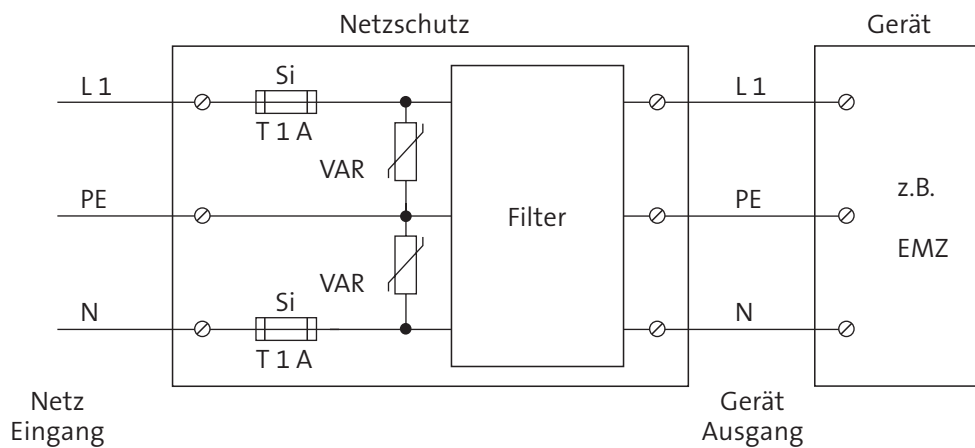 Netzschutz
Gerät
L 1
Si
T 1 A
VAR
L 1
PE
Filter
PE
z.B.
EMZ
VAR
N
Si
T 1 A
N
Netz
Eingang
Gerät
Ausgang